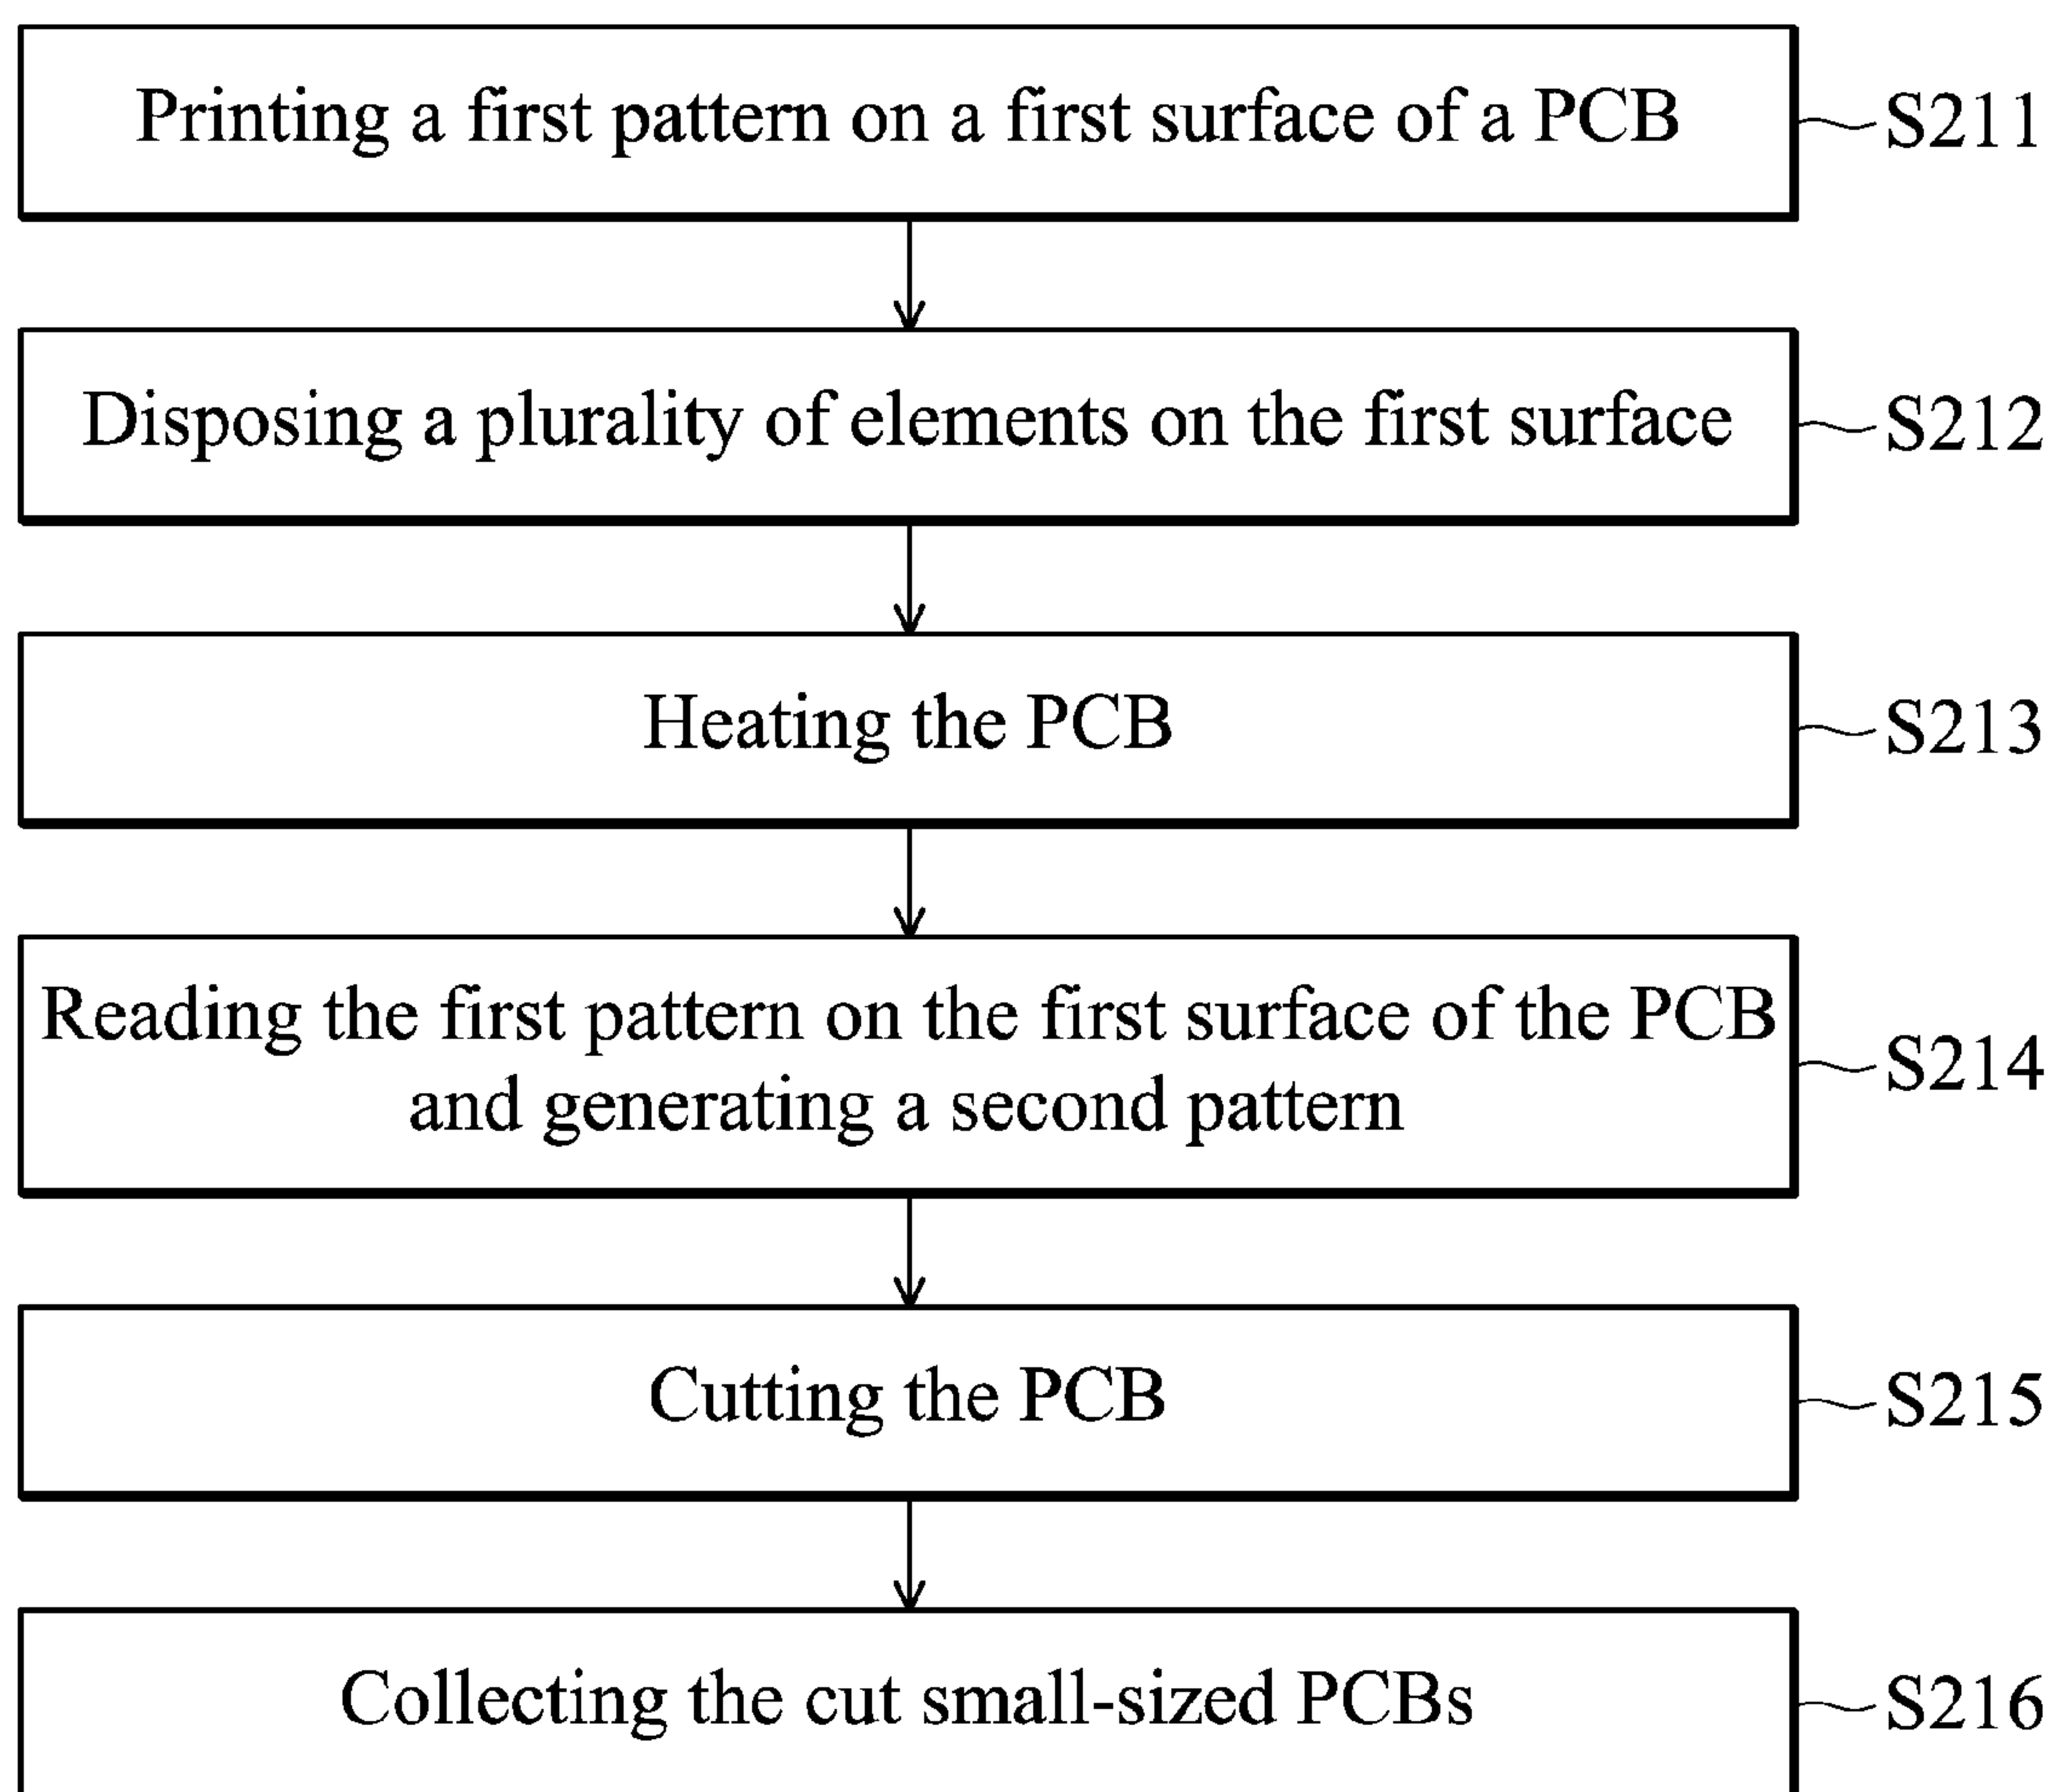 Printing a first pattern on a first surface of a PCB
S211
Disposing a plurality of elements on the first surface
S212
Heating the PCB
S213
Reading the first pattern on the first surface of the PCB
and generating a second pattern
S214
Cutting the PCB
S215
Collecting the cut small-sized PCBs
S216